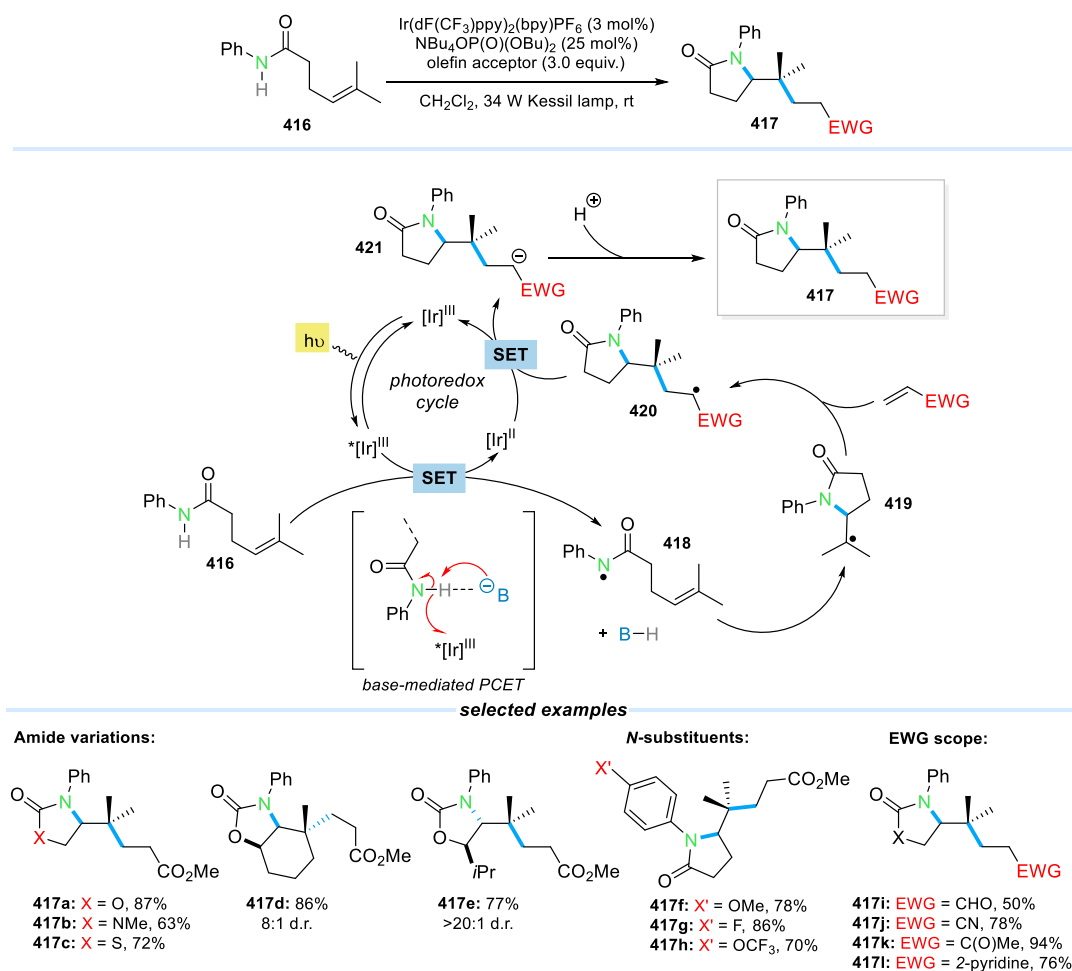 Ir(dF(CF3)ppy)2(bpy)PF6 (3 mol%)
NBu4OP(O)(OBu)2 (25 mol%)
olefin acceptor (3.0 equiv.)
CH2Cl2, 34 W Kessil lamp, rt
O
Ph
N
H
416
Ph
O
N
EWG
417
Ph
O
N
421
⊖
EWG
H⊕
Ph
O
N
EWG
417
[Ir]III
hυ
SET
photoredox
cycle
*[Ir]III
[Ir]II
SET
Ph
O
N
•
EWG
420
EWG
O
Ph
N
•
419
O
Ph
N
H
416
O
N
H
Ph
⊖
B
*[Ir]III
base-mediated PCET
O
Ph
N
•
418
+ B–H
selected examples
Amide variations:
N-substituents:
EWG scope:
Ph
O
N
X
CO2Me
417a: X = O, 87%
417b: X = NMe, 63%
417c: X = S, 72%
Ph
O
N
O
CO2Me
417d: 86%
8:1 d.r.
Ph
O
N
O
iPr
CO2Me
417e: 77%
>20:1 d.r.
X'
CO2Me
N
O
417f: X' = OMe, 78%
417g: X' = F, 86%
417h: X' = OCF3, 70%
Ph
O
N
X
EWG
417i: EWG = CHO, 50%
417j: EWG = CN, 78%
417k: EWG = C(O)Me, 94%
417l: EWG = 2-pyridine, 76%